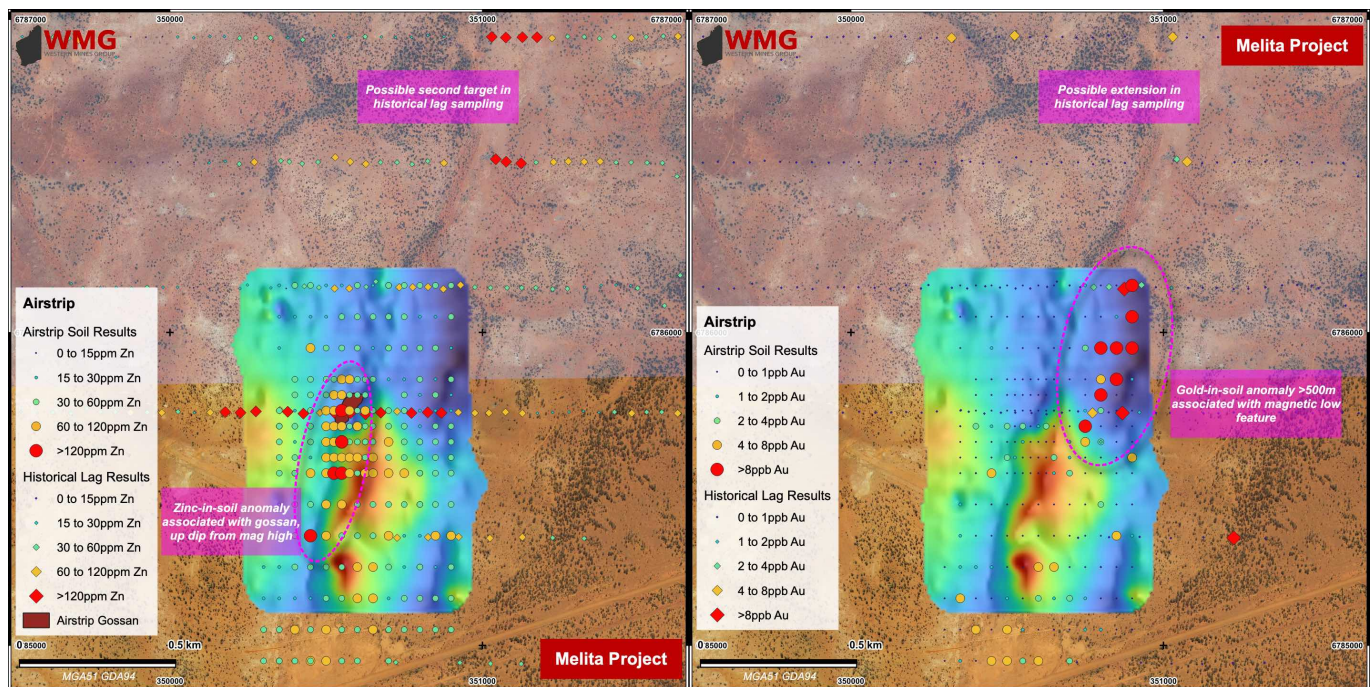 6787000
350000
351000
6787000
WMG
WESTERN MINES GROUP
Possible second target in
historical lag sampling
6786000
Airstrip
Airstrip Soil Results
0 to 15ppm Zn
15 to 30ppm Zn
30 to 60ppm Zn
60 to 120ppm Zn
>120ppm Zn
Historical Lag Results
0 to 15ppm Zn
15 to 30ppm Zn
30 to 60ppm Zn
60 to 120ppm Zn
>120ppm Zn
Airstrip Gossan
Zinc-in-soil anomaly
associated with gossan,
up dip from mag high
0
85000
0.5 km
MGA51 GDA94
Melita Project
350000
351000
350000
351000
6787000
WMG
WESTERN MINES GROUP
Melita Project
Possible extension in
historical lag sampling
6786000
Airstrip
Airstrip Soil Results
0 to 1ppb Au
1 to 2ppb Au
2 to 4ppb Au
4 to 8ppb Au
>8ppb Au
Historical Lag Results
0 to 1ppb Au
1 to 2ppb Au
2 to 4ppb Au
4 to 8ppb Au
>8ppb Au
Gold-in-soil anomaly >500m
associated with magnetic low
feature
0
85000
0.5 km
6785000
MGA51 GDA94
350000
351000